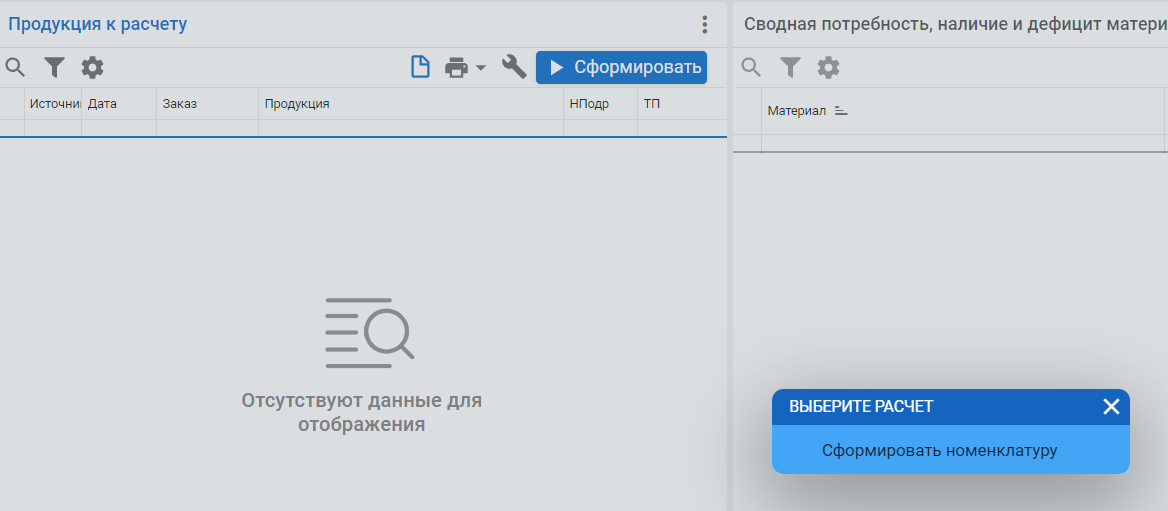 Продукция к расчету
Сводная потребность, наличие и дефицит матери
Сформировать
Источни Дата Заказ Продукция НПодр ТП
Материал
Отсутствуют данные для
отображения
ВЫБЕРИТЕ РАСЧЕТ
Сформировать номенклатуру